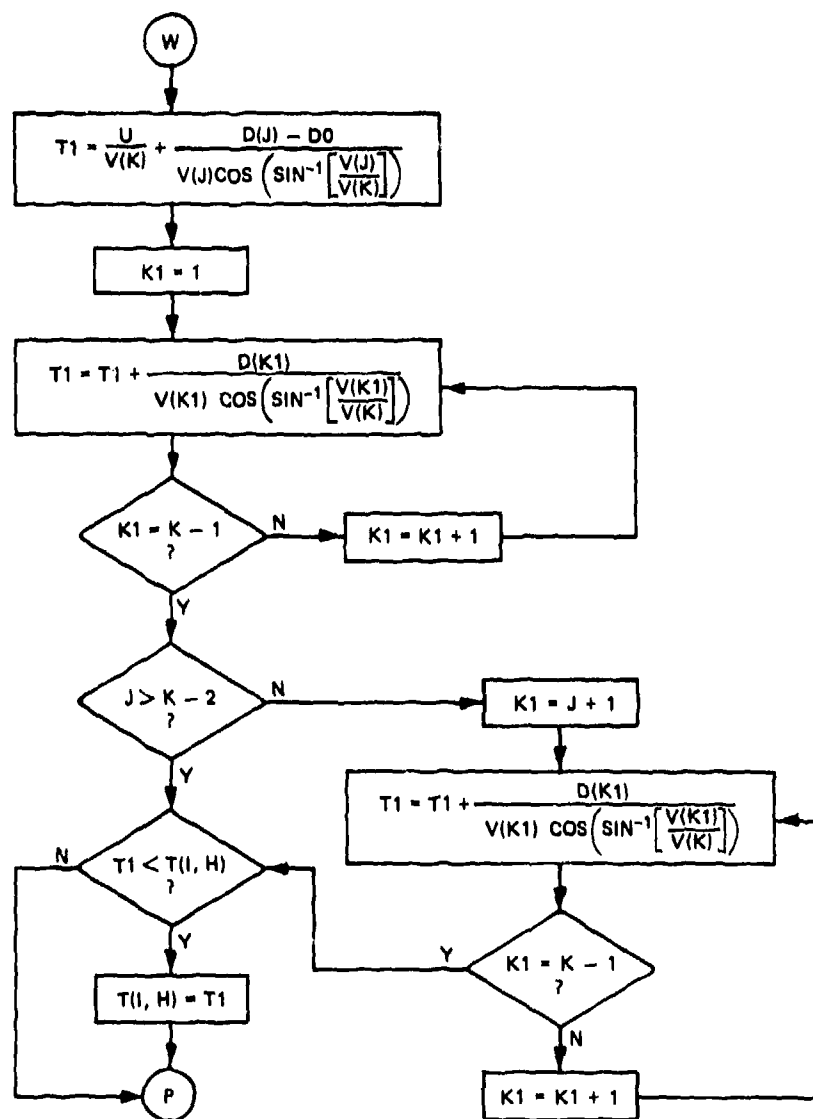 W
T1 = U/V(K) + D(J) − D0/V(J)COS (SIN⁻¹ [V(J)/V(K)])
K1 = 1
T1 = T1 + D(K1)/V(K1) COS(SIN⁻¹ [V(K1)/V(K)])
K1 = K − 1
?
N
K1 = K1 + 1
Y
J > K − 2
?
N
K1 = J + 1
Y
T1 = T1 + D(K1)/V(K1) COS(SIN⁻¹ [V(K1)/V(K)])
N
T1 < T(I, H)
?
Y
K1 = K − 1
?
Y
N
T(I, H) = T1
P
K1 = K1 + 1